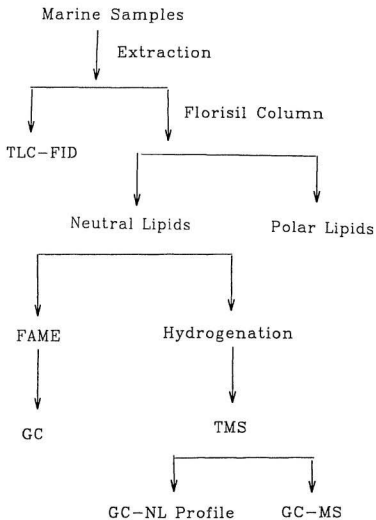 Marine Samples
Extraction
Florisil Column
TLC-FID
Neutral Lipids
Polar Lipids
FAME
Hydrogenation
GC
TMS
GC-NL Profile
GC-MS